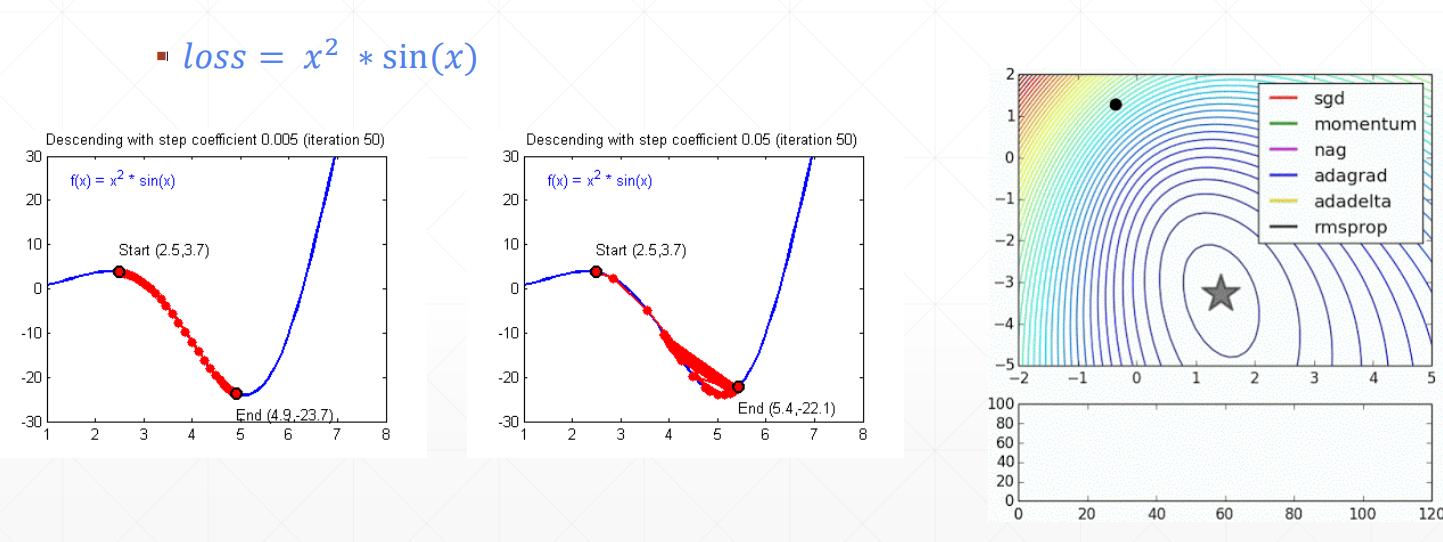 loss = x² * sin(x)
Descending with step coefficient 0.005 (iteration 50)
f(x) = x² * sin(x)
Start (2.5,3.7)
End (4.9,-23.7)
30
20
10
0
-10
-20
-30
1 2 3 4 5 6 7 8
Descending with step coefficient 0.05 (iteration 50)
f(x) = x² * sin(x)
Start (2.5,3.7)
End (5.4,-22.1)
30
20
10
0
-10
-20
-30
1 2 3 4 5 6 7 8
sgd
momentum
nag
adagrad
adadelta
rmsprop
2
1
0
−1
−2
−3
−4
−5
−2 −1 0 1 2 3 4 5
100
80
60
40
20
0
0 20 40 60 80 100 120